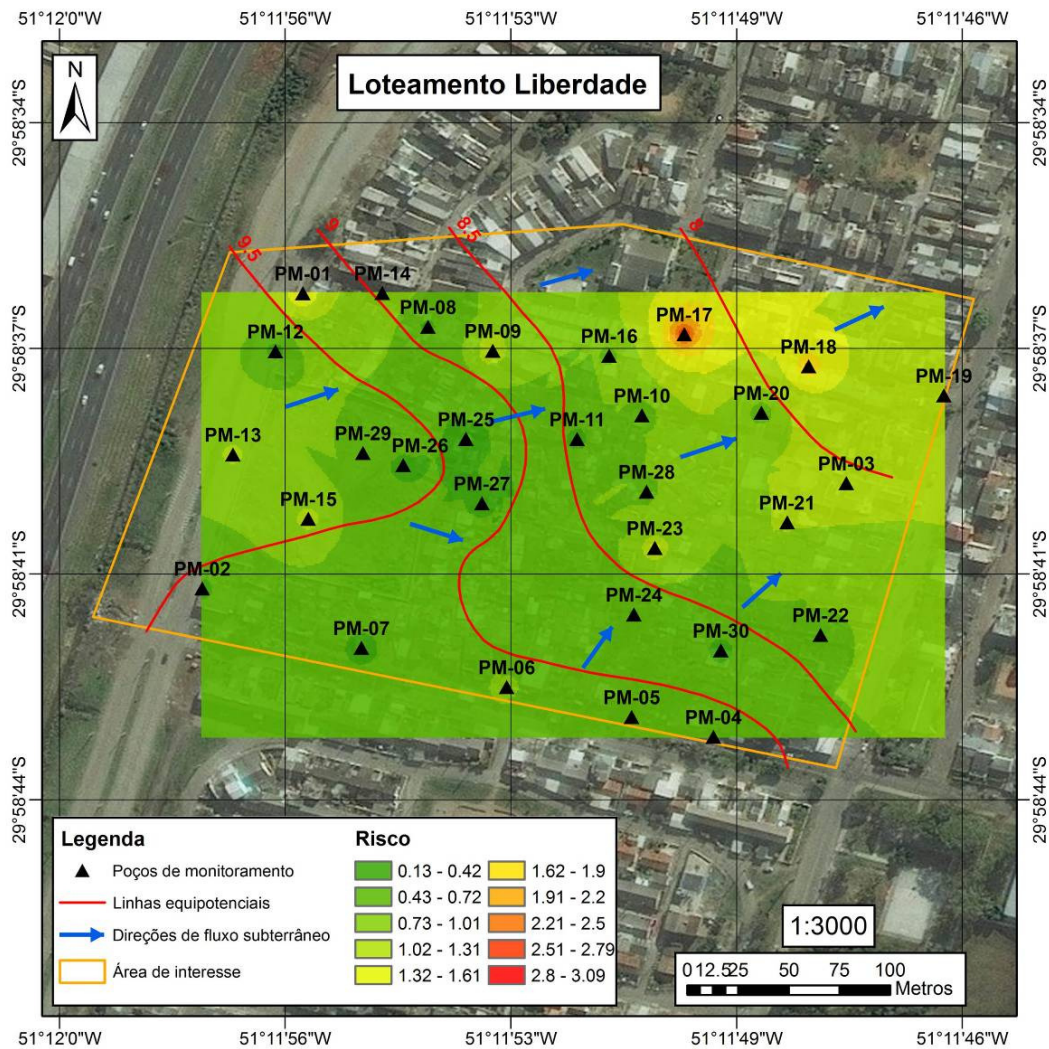 51°12'0"W 51°11'56"W 51°11'53"W 51°11'49"W 51°11'46"W
N
Loteamento Liberdade
29°58'34"S 29°58'34"S
9.5 9 8.5 8
PM-01 PM-14
PM-08
PM-17
PM-12 PM-09 PM-16
29°58'37"S 29°58'37"S
PM-18
PM-19
PM-10 PM-20
PM-25 PM-11
PM-13 PM-29 PM-26
PM-03
PM-28
PM-27
PM-15 PM-21
PM-23
29°58'41"S 29°58'41"S
PM-02
PM-24
PM-22
PM-07 PM-30
PM-06
PM-05
PM-04
29°58'44"S 29°58'44"S
Legenda
Poços de monitoramento
Linhas equipotenciais
Direções de fluxo subterrâneo
Área de interesse
Risco
0.13 - 0.42 1.62 - 1.9
0.43 - 0.72 1.91 - 2.2
0.73 - 1.01 2.21 - 2.5
1.02 - 1.31 2.51 - 2.79
1.32 - 1.61 2.8 - 3.09
1:3000
0 12.5 25 50 75 100
Metros
51°12'0"W 51°11'56"W 51°11'53"W 51°11'49"W 51°11'46"W